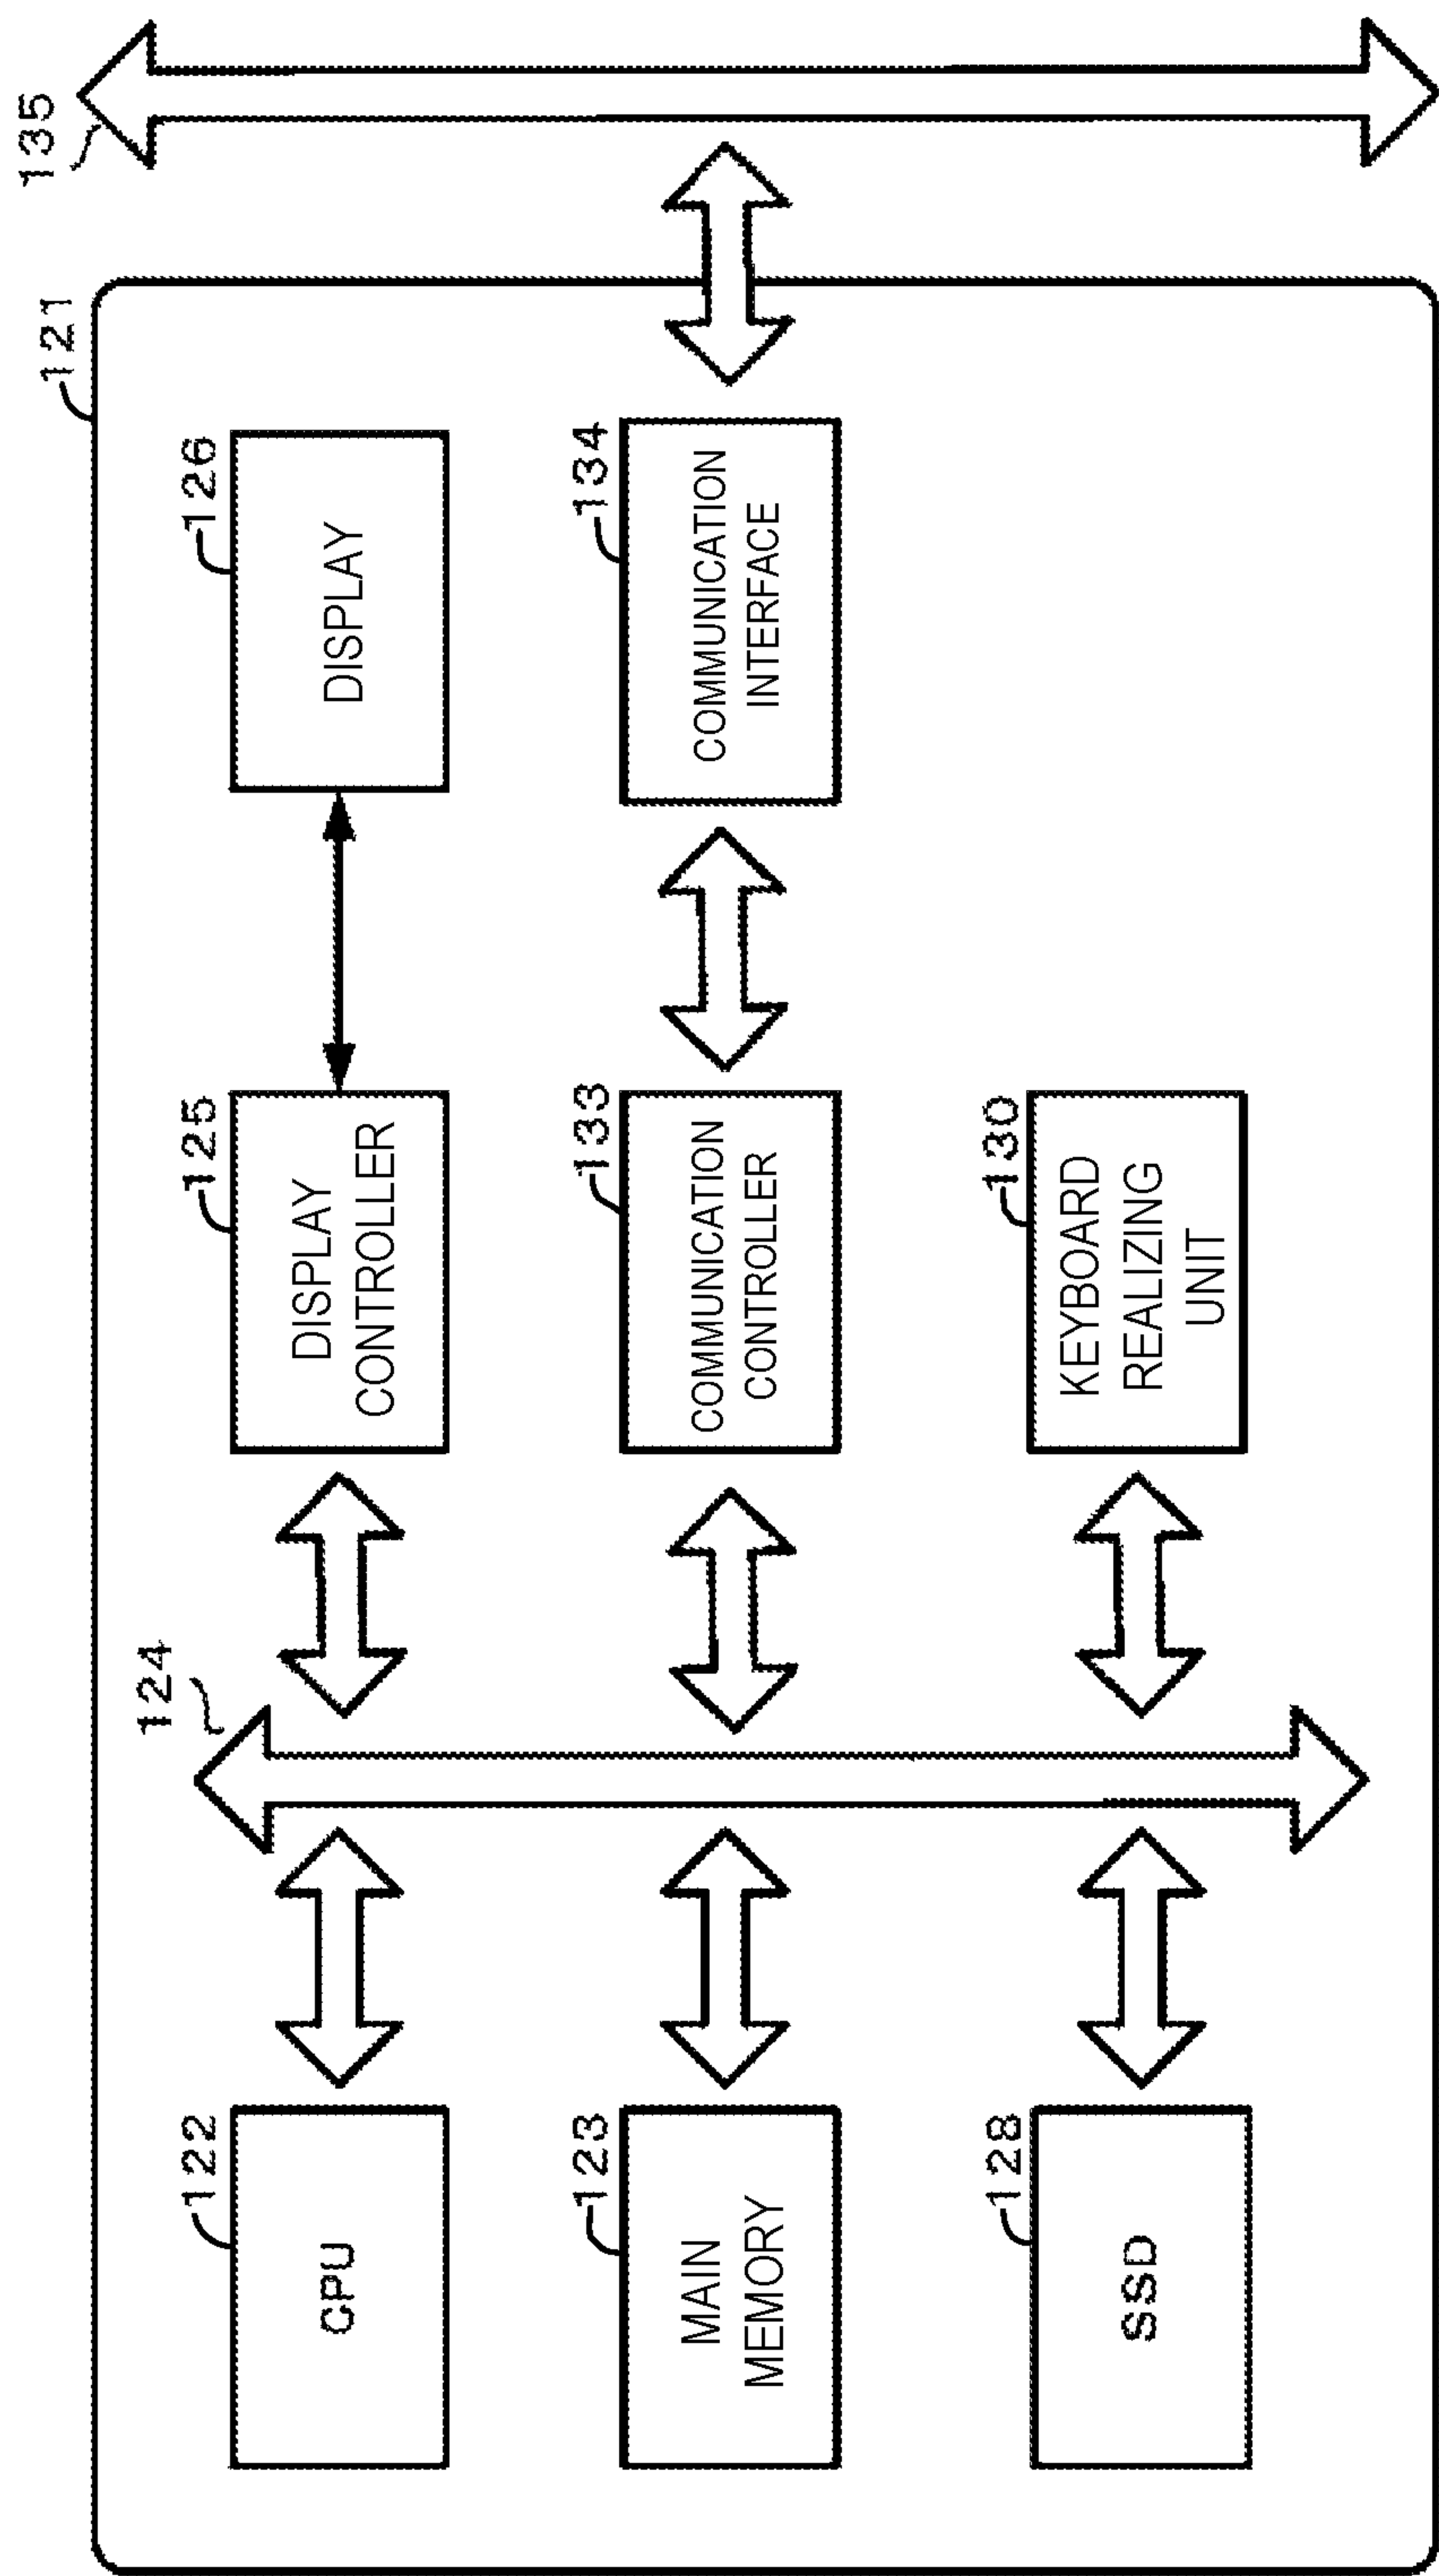 135
121
122
CPU
124
125
DISPLAY
CONTROLLER
126
DISPLAY
123
MAIN
MEMORY
133
COMMUNICATION
CONTROLLER
134
COMMUNICATION
INTERFACE
128
SSD
130
KEYBOARD
REALIZING
UNIT